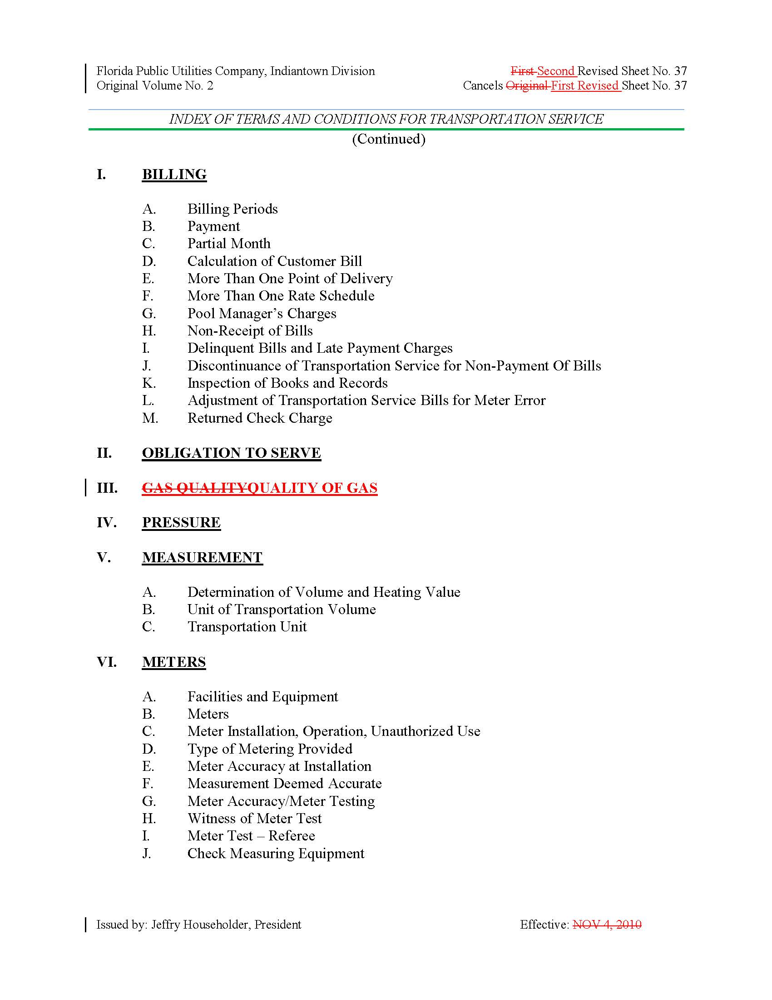 Florida Public Utilities Company, Indiantown Division First Second Revised Sheet No. 37
Original Volume No. 2 Cancels Original First Revised Sheet No. 37
INDEX OF TERMS AND CONDITIONS FOR TRANSPORTATION SERVICE
(Continued)
I. BILLING
A. Billing Periods
B. Payment
C. Partial Month
D. Calculation of Customer Bill
E. More Than One Point of Delivery
F. More Than One Rate Schedule
G. Pool Manager’s Charges
H. Non-Receipt of Bills
I. Delinquent Bills and Late Payment Charges
J. Discontinuance of Transportation Service for Non-Payment Of Bills
K. Inspection of Books and Records
L. Adjustment of Transportation Service Bills for Meter Error
M. Returned Check Charge
II. OBLIGATION TO SERVE
III. GAS QUALITYQUALITY OF GAS
IV. PRESSURE
V. MEASUREMENT
A. Determination of Volume and Heating Value
B. Unit of Transportation Volume
C. Transportation Unit
VI. METERS
A. Facilities and Equipment
B. Meters
C. Meter Installation, Operation, Unauthorized Use
D. Type of Metering Provided
E. Meter Accuracy at Installation
F. Measurement Deemed Accurate
G. Meter Accuracy/Meter Testing
H. Witness of Meter Test
I. Meter Test – Referee
J. Check Measuring Equipment
Issued by: Jeffry Householder, President Effective: NOV 4, 2010